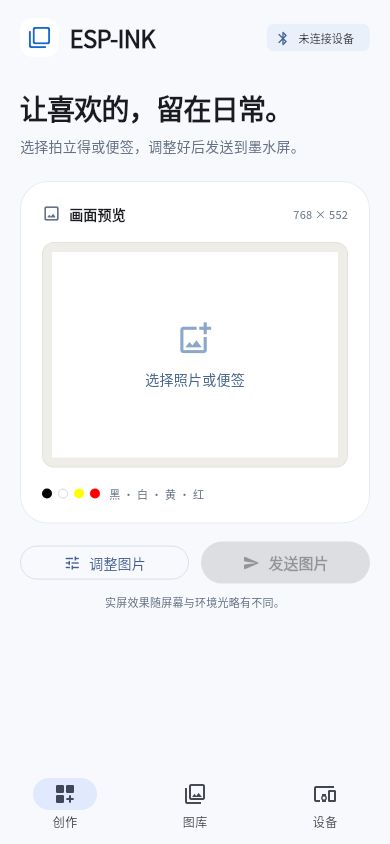 ESP-INK
未连接设备
让喜欢的，留在日常。
选择拍立得或便签，调整好后发送到墨水屏。
画面预览
768 × 552
选择照片或便签
黑 · 白 · 黄 · 红
调整图片
发送图片
实屏效果随屏幕与环境光略有不同。
创作
图库
设备